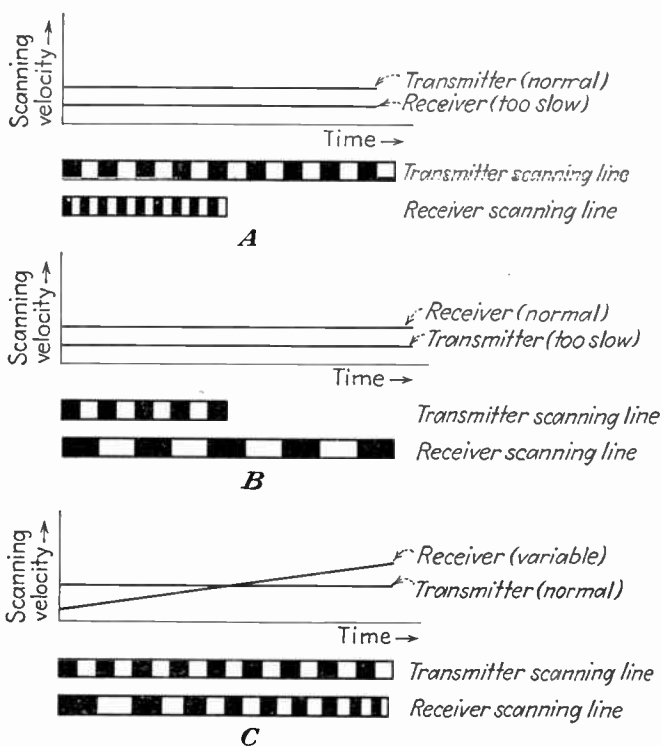 Scanning
velocity →
Transmitter (normal)
Receiver (too slow)
Time →
Transmitter scanning line
Receiver scanning line
A
Scanning
velocity →
Receiver (normal)
Transmitter (too slow)
Time →
Transmitter scanning line
Receiver scanning line
B
Scanning
velocity →
Receiver (variable)
Transmitter (normal)
Time →
Transmitter scanning line
Receiver scanning line
C